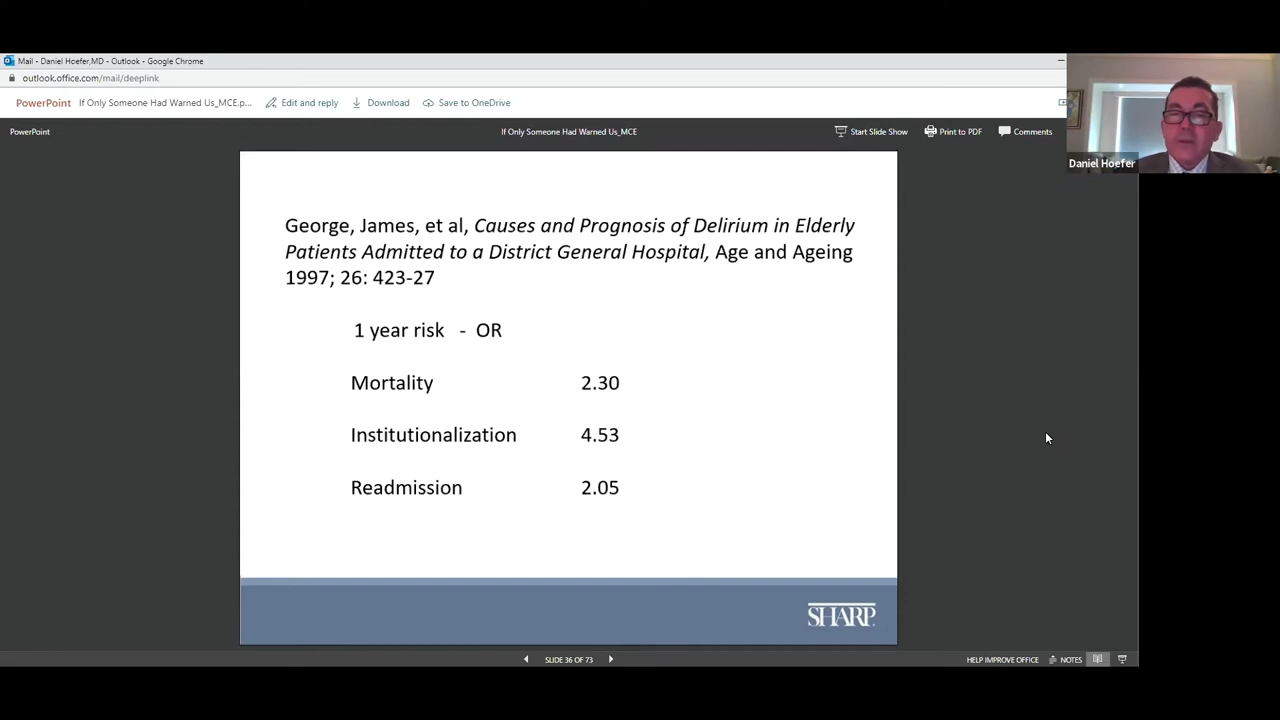 Mail - Daniel Hoefer,MD - Outlook - Google Chrome
outlook.office.com/mail/deeplink
PowerPoint If Only Someone Had Warned Us_MCE.p... Edit and reply Download Save to OneDrive
PowerPoint If Only Someone Had Warned Us_MCE Start Slide Show Print to PDF Comments
Daniel Hoefer
George, James, et al, Causes and Prognosis of Delirium in Elderly
Patients Admitted to a District General Hospital, Age and Ageing
1997; 26: 423-27
1 year risk - OR
Mortality 2.30
Institutionalization 4.53
Readmission 2.05
SHARP
SLIDE 36 OF 73 HELP IMPROVE OFFICE NOTES